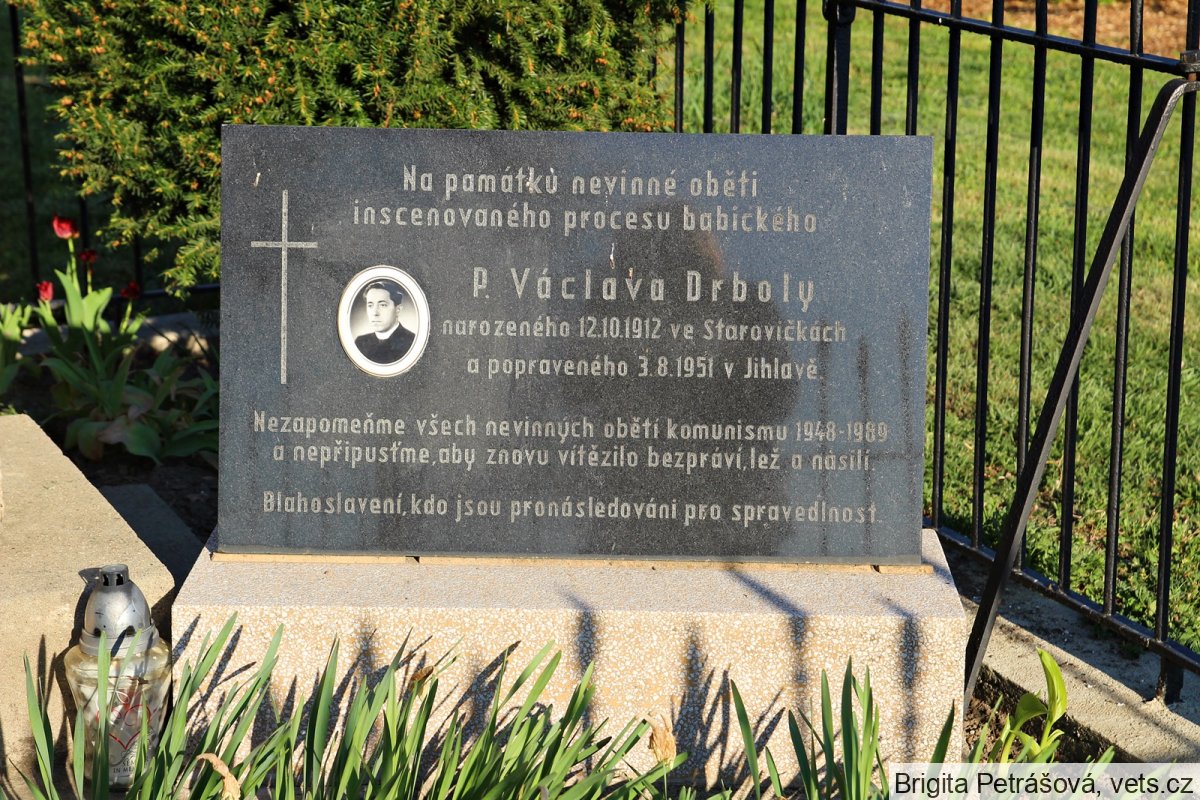 Na památků nevinné oběti
inscenovaného procesu babického
P. Václava Drboly
narozeného 12.10.1912 ve Starovičkách
a popraveného 3.8.1951 v Jihlavě
Nezapomeňme všech nevinných obětí komunismu 1948-1989
a nepřipusťme, aby znovu vítězilo bezpráví, lež a násilí.
Blahoslavení, kdo jsou pronásledováni pro spravedlnost.
Brigita Petrášová, vets.cz